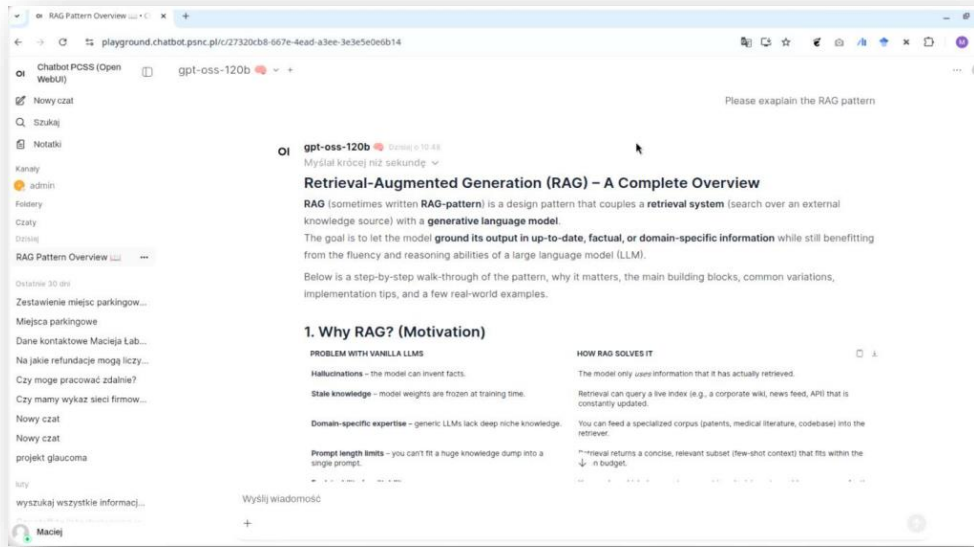 RAG Pattern Overview
playground.chatbot.psnc.pl/c/27320cb8-667e-4ead-a3ee-3e3e5e0e6b14
OI
Chatbot PCSS (Open
WebUI)
Nowy czat
Szukaj
Notatki
Kanały
admin
Foldery
Czaty
Dzisiaj
RAG Pattern Overview
Ostatnie 30 dni
Zestawienie miejsc parkingow...
Miejsca parkingowe
Dane kontaktowe Macieja Łab...
Na jakie refundacje mogą liczy...
Czy moge pracować zdalnie?
Czy mamy wykaz sieci firmow...
Nowy czat
Nowy czat
projekt glaucoma
luty
wyszukaj wszystkie informacj...
Maciej
gpt-oss-120b
Please exaplain the RAG pattern
OI
gpt-oss-120b Dzisiaj o 10:48
Myślał krócej niż sekundę
Retrieval-Augmented Generation (RAG) – A Complete Overview
RAG (sometimes written RAG-pattern) is a design pattern that couples a retrieval system (search over an external
knowledge source) with a generative language model.
The goal is to let the model ground its output in up-to-date, factual, or domain-specific information while still benefitting
from the fluency and reasoning abilities of a large language model (LLM).
Below is a step-by-step walk-through of the pattern, why it matters, the main building blocks, common variations,
implementation tips, and a few real-world examples.
1. Why RAG? (Motivation)
PROBLEM WITH VANILLA LLMS
HOW RAG SOLVES IT
Hallucinations – the model can invent facts.
The model only uses information that it has actually retrieved.
Stale knowledge – model weights are frozen at training time.
Retrieval can query a live index (e.g., a corporate wiki, news feed, API) that is
constantly updated.
Domain-specific expertise – generic LLMs lack deep niche knowledge.
You can feed a specialized corpus (patents, medical literature, codebase) into the
retriever.
Prompt length limits – you can't fit a huge knowledge dump into a
single prompt.
returns a concise, relevant subset (few-shot context) that fits within the
n budget.
Wyślij wiadomość